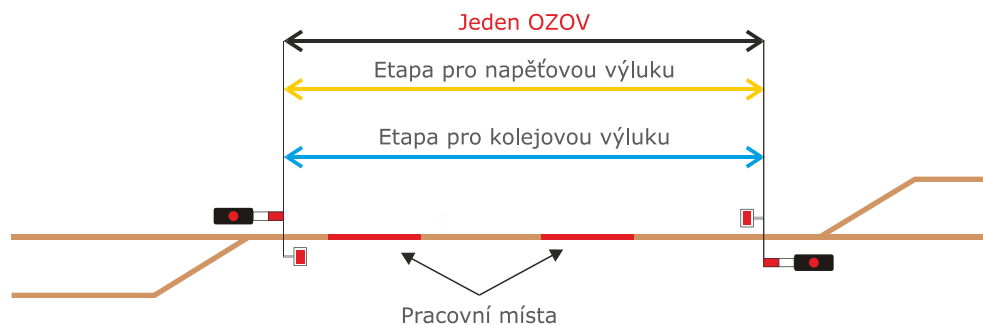 Jeden OZOV
Etapa pro napěťovou výluku
Etapa pro kolejovou výluku
Pracovní místa